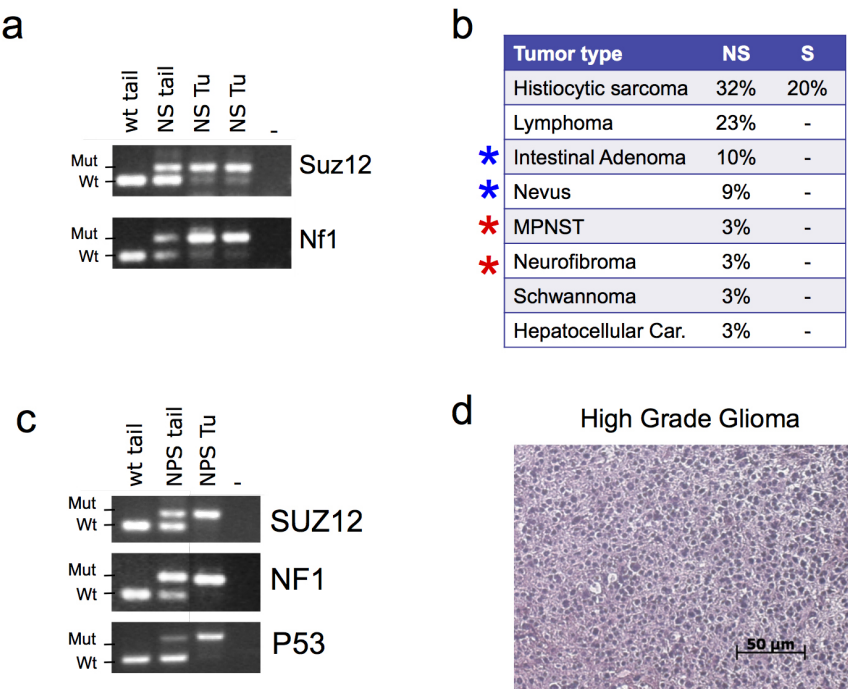 a
wt tail
NS tail
NS Tu
NS Tu
-
Mut
Wt
Suz12
Mut
Wt
Nf1
b
Tumor type NS S
Histiocytic sarcoma 32% 20%
Lymphoma 23% -
* Intestinal Adenoma 10% -
* Nevus 9% -
* MPNST 3% -
* Neurofibroma 3% -
Schwannoma 3% -
Hepatocellular Car. 3% -
c
wt tail
NPS tail
NPS Tu
-
Mut
Wt
SUZ12
Mut
Wt
NF1
Mut
Wt
P53
d
High Grade Glioma
50 µm